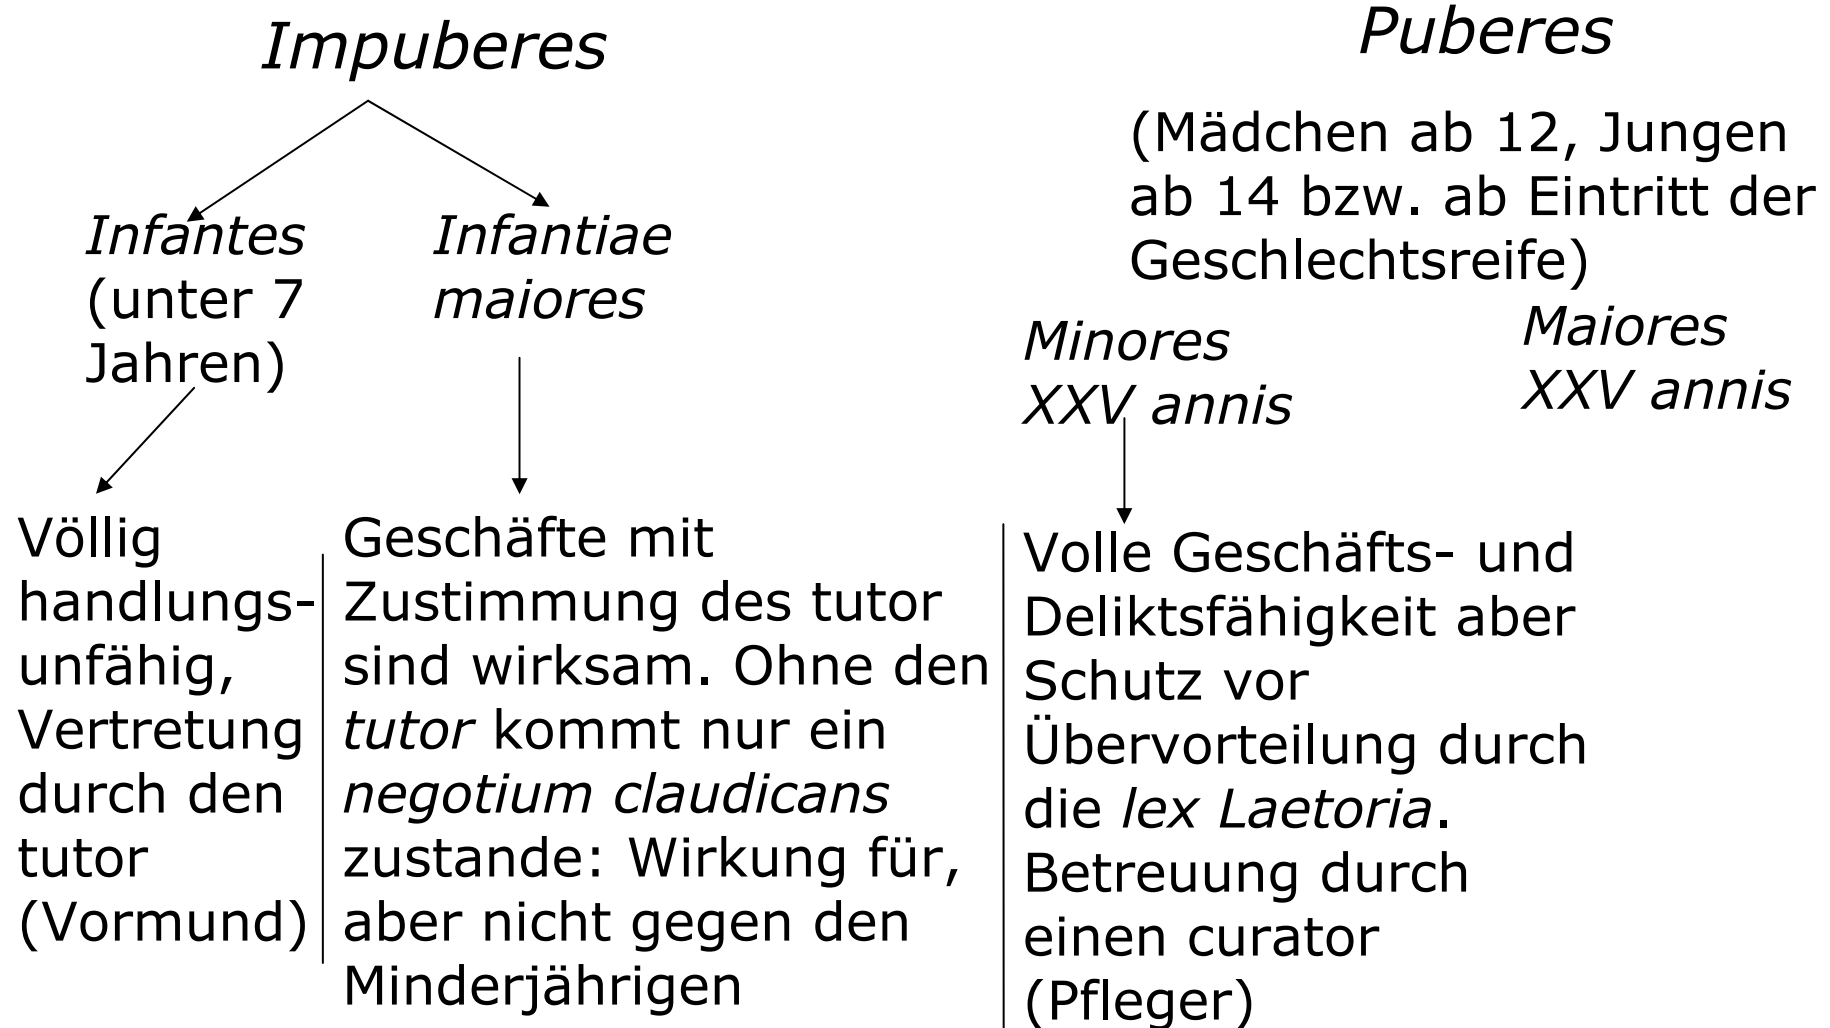 Impuberes
Infantes
(unter 7
Jahren)
Infantiae
maiores
Völlig
handlungs-
unfähig,
Vertretung
durch den
tutor
(Vormund)
Geschäfte mit
Zustimmung des tutor
sind wirksam. Ohne den
tutor kommt nur ein
negotium claudicans
zustande: Wirkung für,
aber nicht gegen den
Minderjährigen
Puberes
(Mädchen ab 12, Jungen
ab 14 bzw. ab Eintritt der
Geschlechtsreife)
Minores
XXV annis
Maiores
XXV annis
Volle Geschäfts- und
Deliktsfähigkeit aber
Schutz vor
Übervorteilung durch
die lex Laetoria.
Betreuung durch
einen curator
(Pfleger)